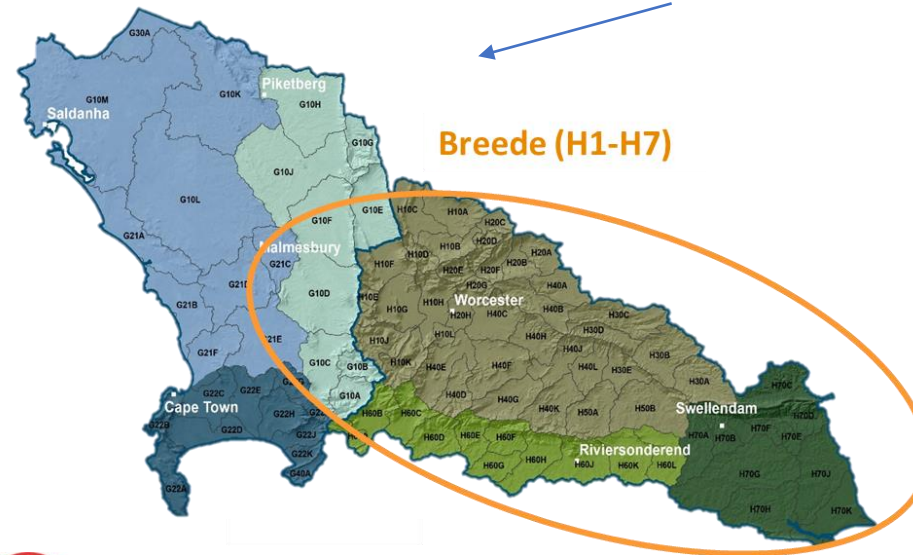 G30A
Piketberg
G10M
G10K
G10H
Saldanha
Breede (H1-H7)
G10G
G10J
G10L
G10E
H10C
H10A
G21A
G10F
H20C
Malmesbury
H10B
H20D
H10D
H20A
G21C
H10F
H20B
H20E
H20F
G21D
H20G
H40A
G10D
H10E
G21B
H10H
Worcester
H10G
H40B
H20H
H40C
H30C
H30D
H10L
G21E
H40H
H10J
G21F
H40J
H30B
G10C
G10B
H10K
H40E
H40F
H40L
H30E
H30A
H70C
G22C
G22E
G10A
H40D
H40G
Cape Town
G22H
H60B
H60C
H40K
H50A
H50B
Swellendam
H70D
G22B
G22D
G22J
H70A
H70B
H70F
H70E
H60D
H60E
H60F
Riviersonderend
G22K
H60G
H60H
H60J
H60K
H60L
H70G
H70J
G40A
G22A
H70H
H70K